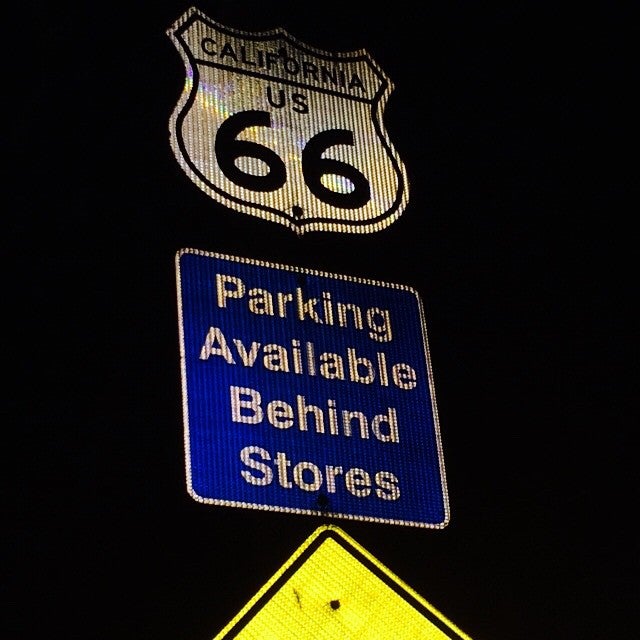 CALIFORNIA
US
66
Parking
Available
Behind
Stores